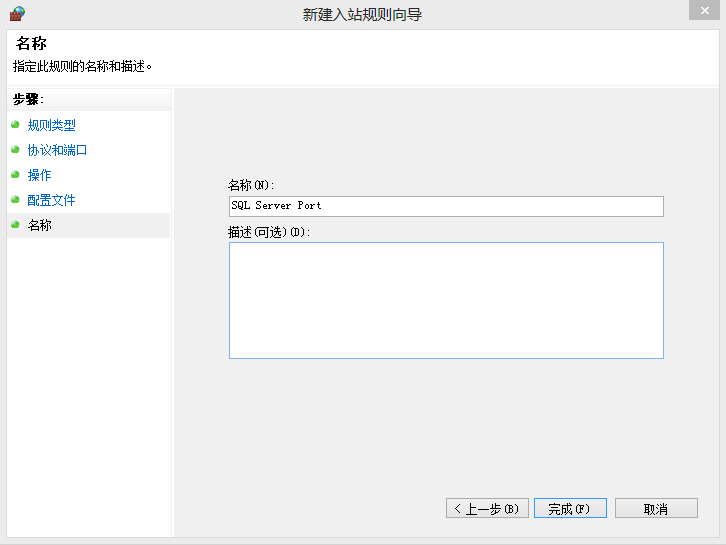 新建入站规则向导
名称
指定此规则的名称和描述。
步骤:
规则类型
协议和端口
操作
配置文件
名称
名称(N):
SQL Server Port
描述(可选)(D):
< 上一步(B)
完成(F)
取消